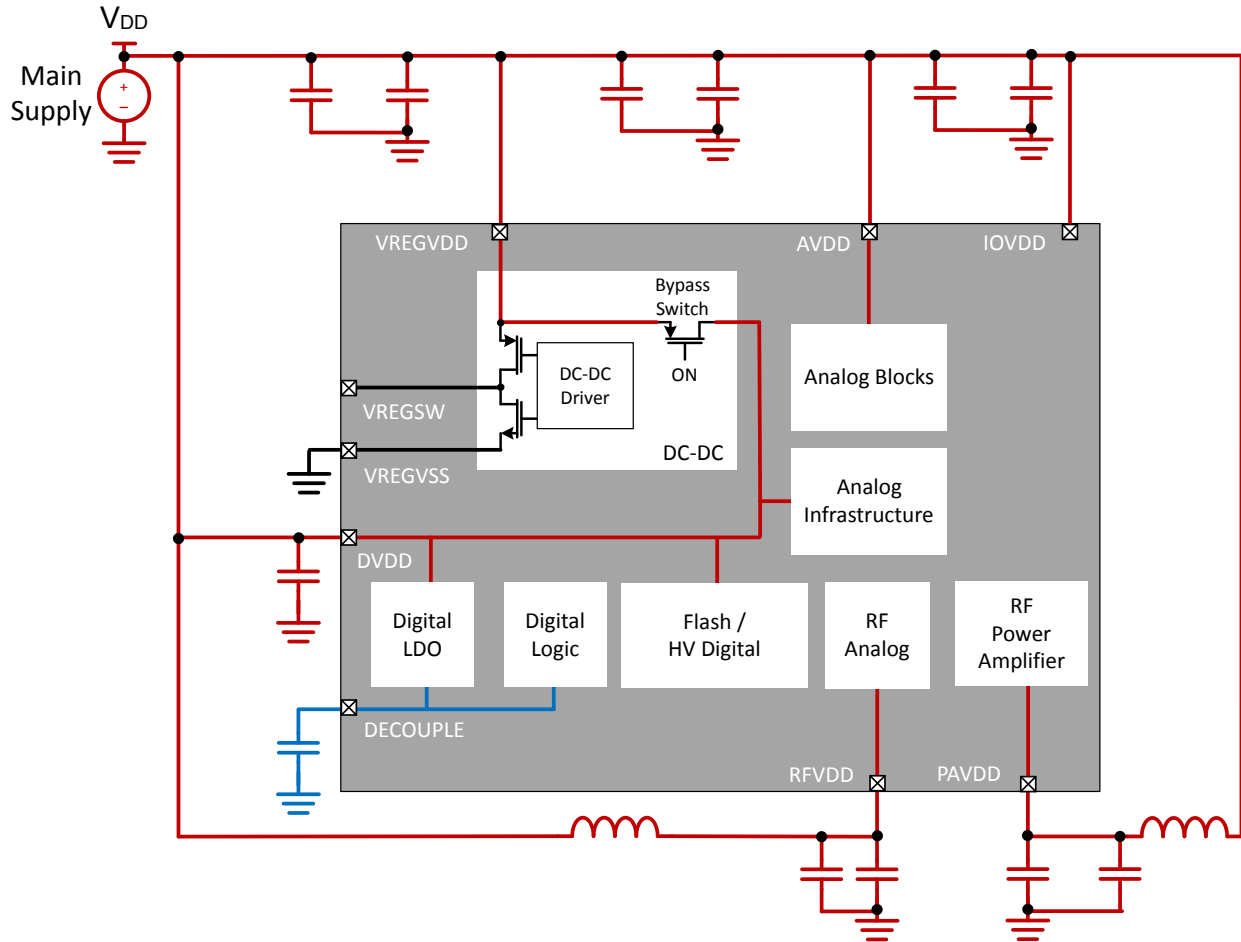 VDD
Main
Supply
+
−
VREGVDD
AVDD
IOVDD
Bypass
Switch
ON
DC-DC
Driver
DC-DC
VREGSW
VREGVSS
Analog Blocks
Analog
Infrastructure
DVDD
Digital
LDO
Digital
Logic
Flash /
HV Digital
RF
Analog
RF
Power
Amplifier
DECOUPLE
RFVDD
PAVDD